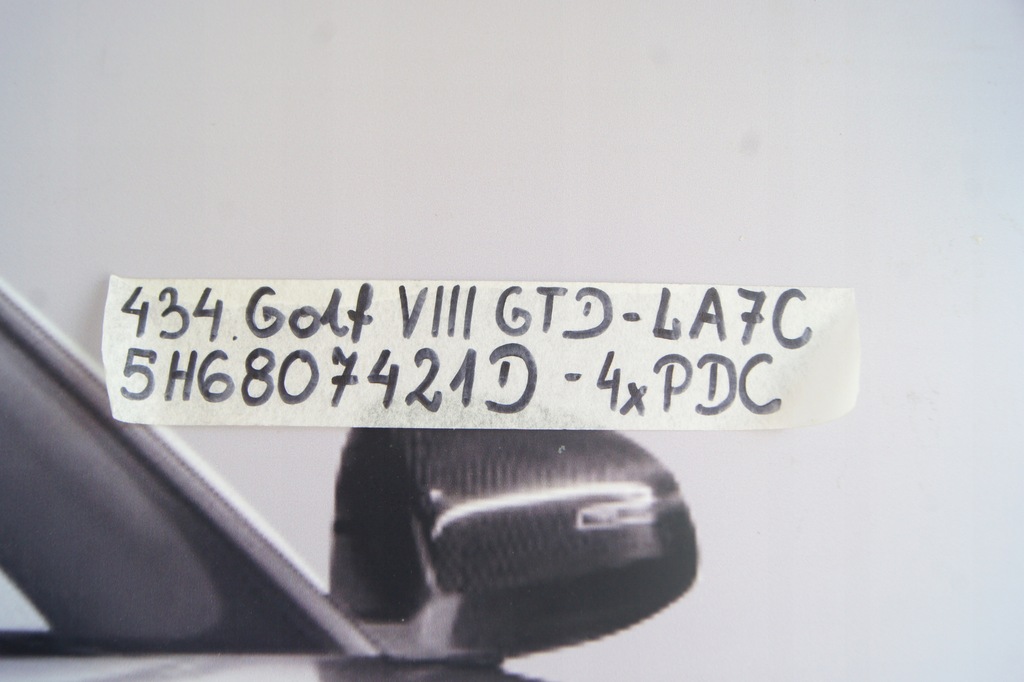 434. Golf VIII GTD - LA7C
5H6807421D - 4xPDC